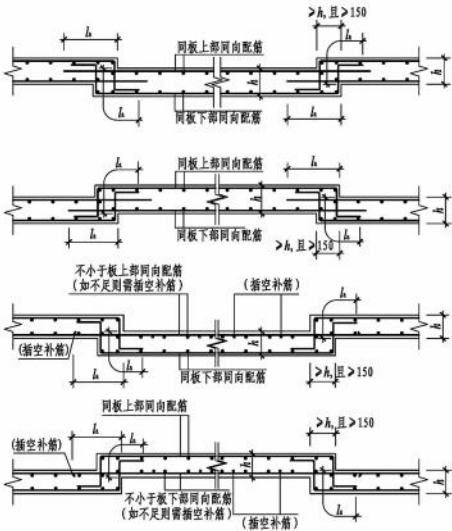 ≥h,且≥150
la
同板上部同向配筋
la
h
h
la
同板下部同向配筋
la
la
同板上部同向配筋
la
h
h
la
同板下部同向配筋
≥h,且≥150
la
不小于板上部同向配筋
(如不足则需插空补筋)
(插空补筋)
la
h
(插空补筋)
h
la
la
同板下部同向配筋
≥h,且≥150
同板上部同向配筋
≥h,且≥150
la
(插空补筋)
la
h
h
不小于板下部同向配筋
(如不足则需插空补筋)
(插空补筋)
la